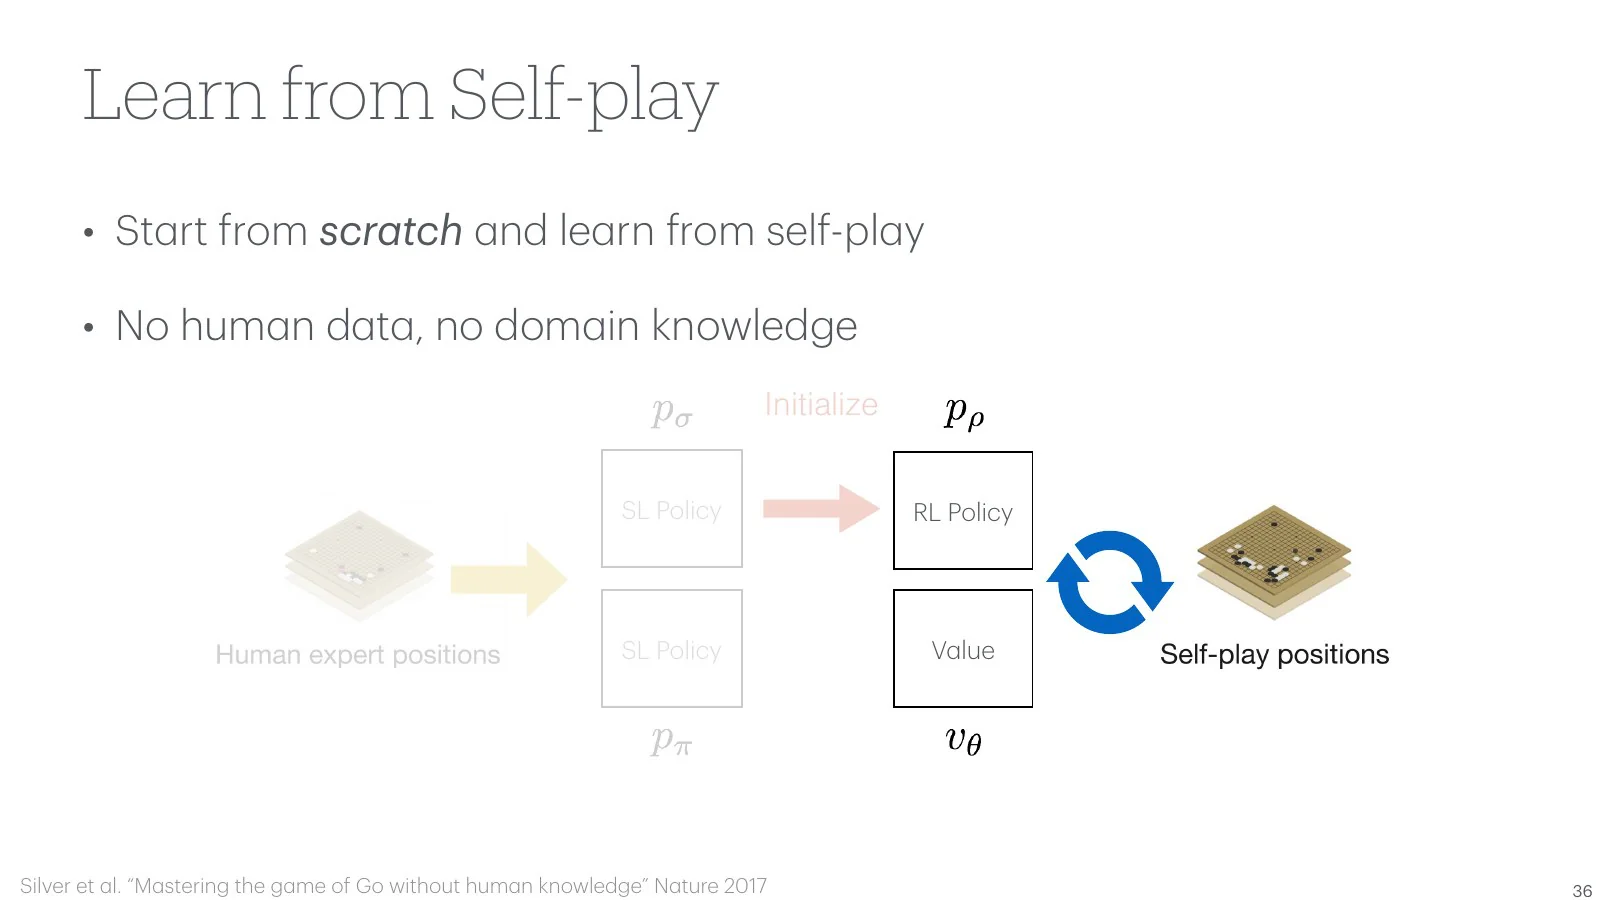 Learn from Self-play
• Start from scratch and learn from self-play
• No human data, no domain knowledge
pσ
Initialize
pρ
SL Policy
RL Policy
SL Policy
Value
Human expert positions
Self-play positions
pπ
vθ
Silver et al. “Mastering the game of Go without human knowledge” Nature 2017
36